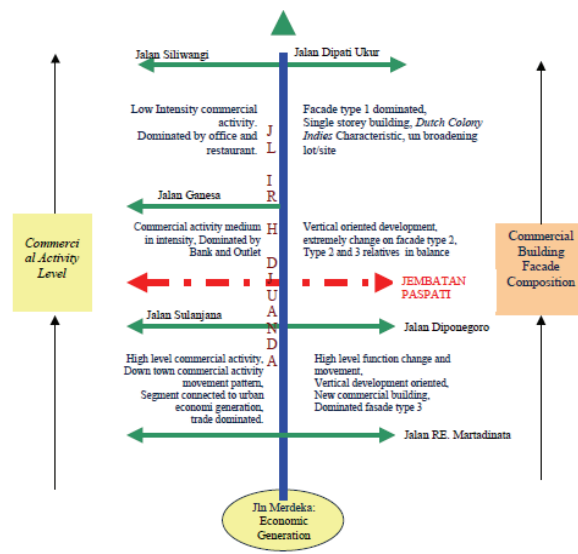 Jalan Siliwangi
Jalan Dipati Ukur
Low Intensity commercial
activity.
Dominated by office and
restaurant.
Facade type 1 dominated,
Single storey building, Dutch Colony
Indies Characteristic, un broadening
lot/site
JL IR H DJUANDA
Jalan Ganesa
Commerci
al Activity
Level
Commercial activity medium
in intensity, Dominated by
Bank and Outlet
Vertical oriented development,
extremely change on facade type 2,
Type 2 and 3 relatives in balance
Commercial
Building
Facade
Composition
JEMBATAN
PASPATI
Jalan Sulanjana
Jalan Diponegoro
High level commercial activity,
Down town commercial activity
movement pattern,
Segment connected to urban
economi generation,
trade dominated.
High level function change and
movement,
Vertical development oriented,
New commercial building,
Dominated fasade type 3
Jalan RE. Martadinata
Jln Merdeka:
Economic
Generation